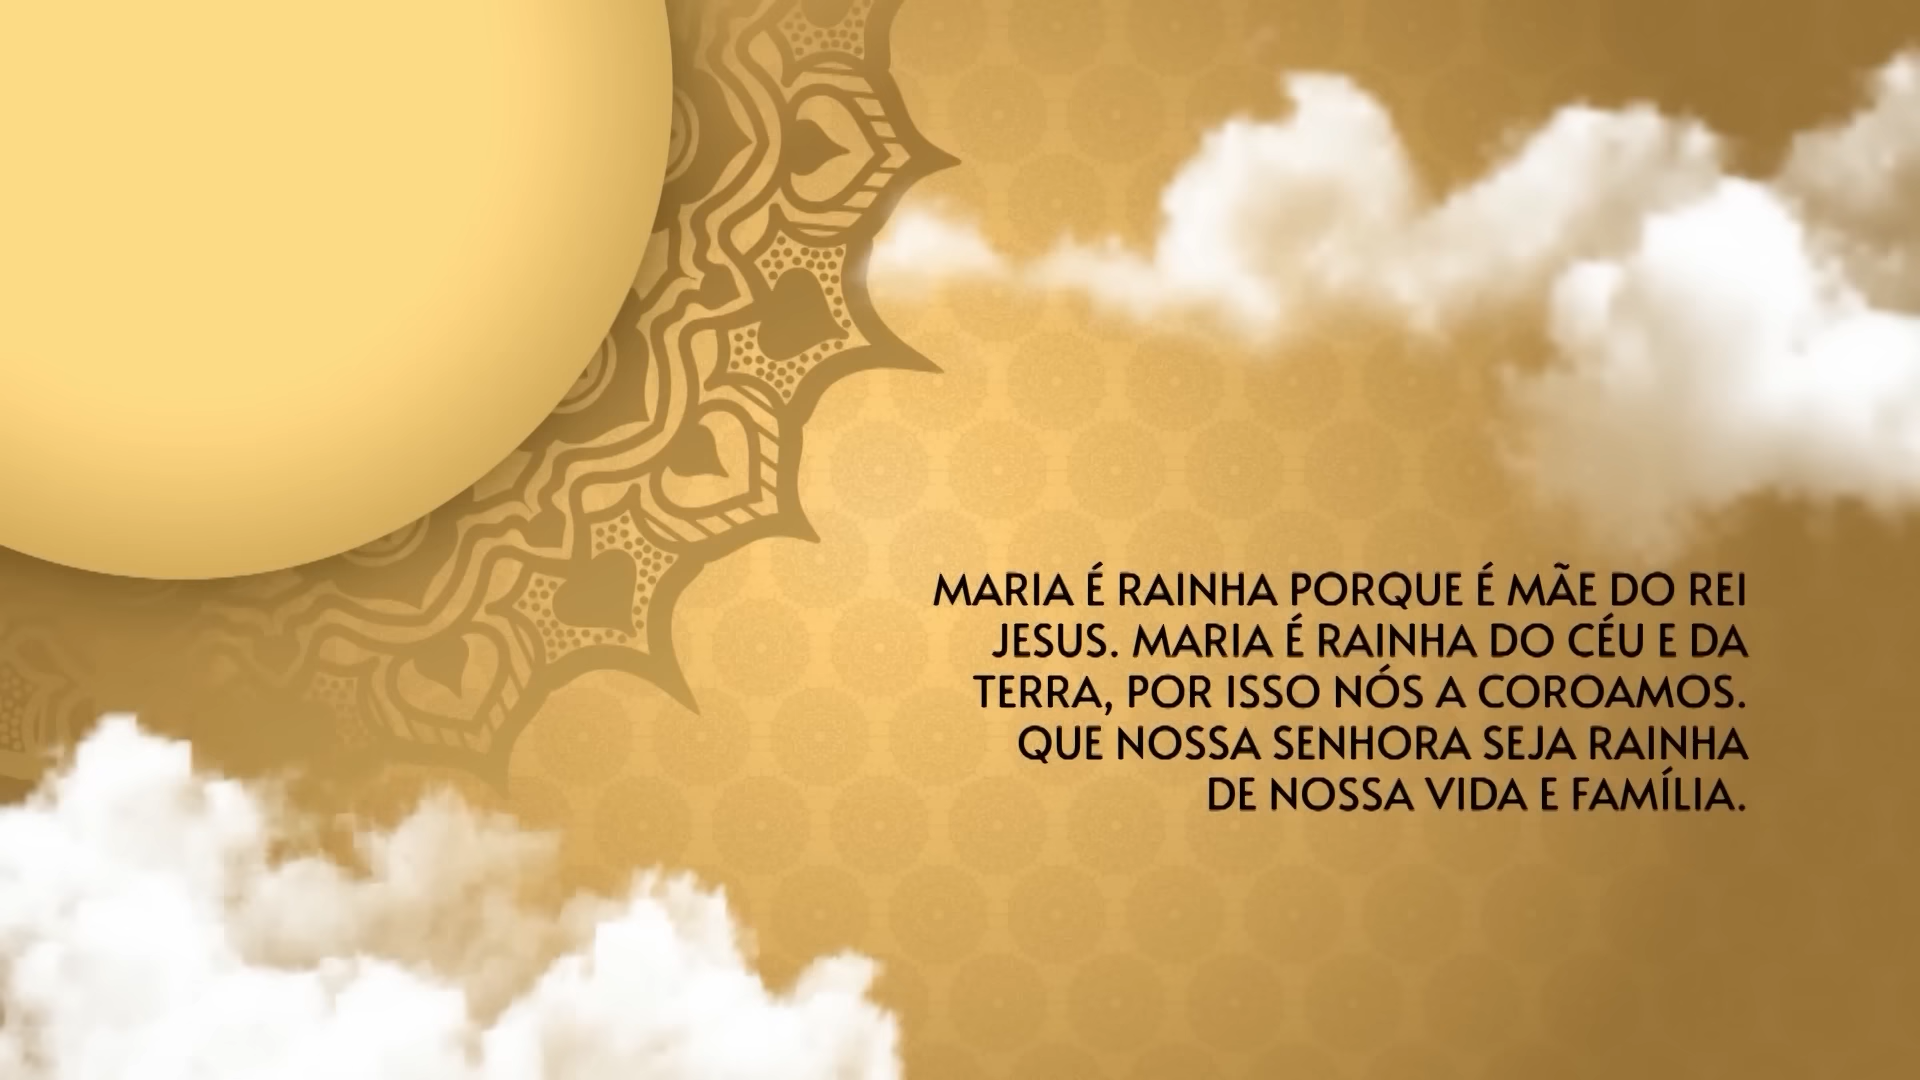 MARIA É RAINHA PORQUE É MÃE DO REI
JESUS. MARIA É RAINHA DO CÉU E DA
TERRA, POR ISSO NÓS A COROAMOS.
QUE NOSSA SENHORA SEJA RAINHA
DE NOSSA VIDA E FAMÍLIA.